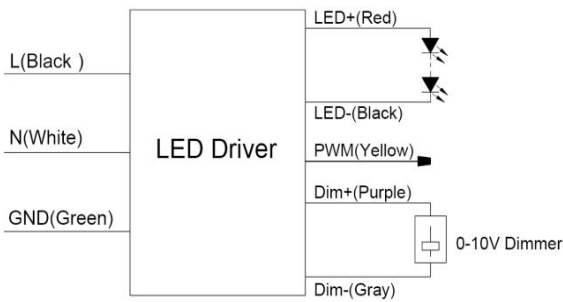 LED+(Red)
L(Black )
LED-(Black)
N(White)
LED Driver
PWM(Yellow)
Dim+(Purple)
GND(Green)
0-10V Dimmer
Dim-(Gray)